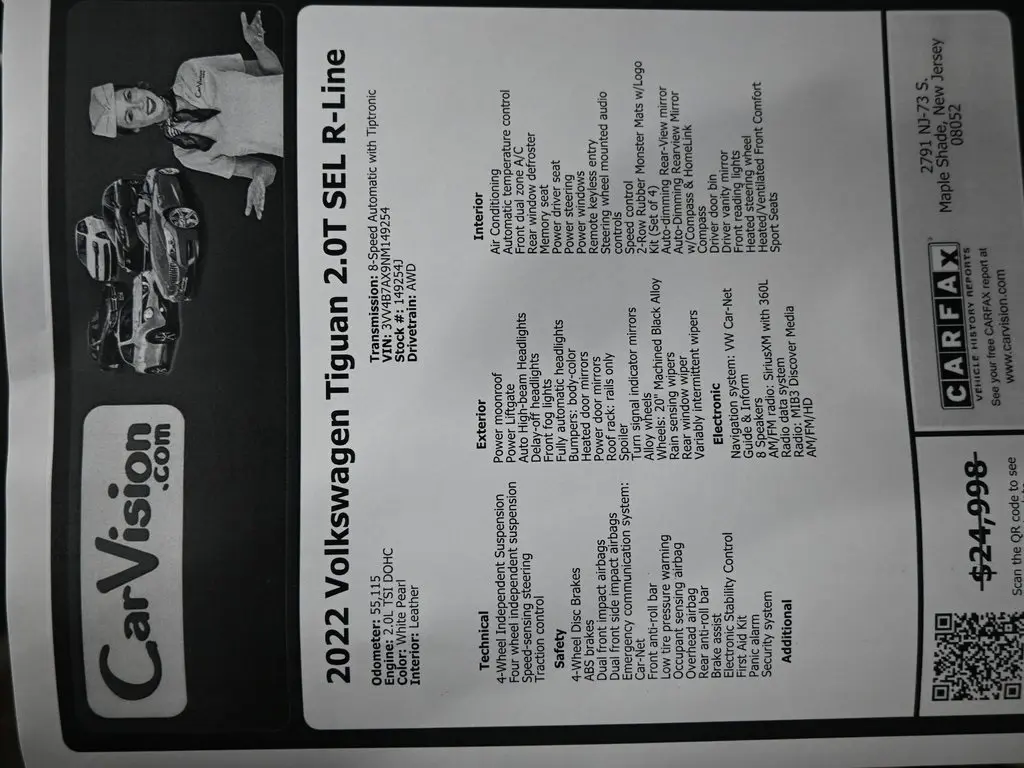 CarVision
.com
2022 Volkswagen Tiguan 2.0T SEL R-Line
Odometer: 55,115
Engine: 2.0L TSI DOHC
Color: White Pearl
Interior: Leather
Transmission: 8-Speed Automatic with Tiptronic
VIN: 3VV4B7AX9NM149254
Stock #: 149254J
Drivetrain: AWD
Technical
4-Wheel Independent Suspension
Four wheel independent suspension
Speed-sensing steering
Traction control
Safety
4-Wheel Disc Brakes
ABS brakes
Dual front impact airbags
Dual front side impact airbags
Emergency communication system:
Car-Net
Front anti-roll bar
Low tire pressure warning
Occupant sensing airbag
Overhead airbag
Rear anti-roll bar
Brake assist
Electronic Stability Control
First Aid Kit
Panic alarm
Security system
Additional
Exterior
Power moonroof
Power Liftgate
Auto High-beam Headlights
Delay-off headlights
Front fog lights
Fully automatic headlights
Bumpers: body-color
Heated door mirrors
Power door mirrors
Roof rack: rails only
Spoiler
Turn signal indicator mirrors
Alloy wheels
Wheels: 20" Machined Black Alloy
Rain sensing wipers
Rear window wiper
Variably intermittent wipers
Electronic
Navigation system: VW Car-Net
Guide & Inform
8 Speakers
AM/FM radio: SiriusXM with 360L
Radio data system
Radio: MIB3 Discover Media
AM/FM/HD
Interior
Air Conditioning
Automatic temperature control
Front dual zone A/C
Rear window defroster
Memory seat
Power driver seat
Power steering
Power windows
Remote keyless entry
Steering wheel mounted audio
controls
Speed control
2-Row Rubber Monster Mats w/Logo
Kit (Set of 4)
Auto-dimming Rear-View mirror
Auto-Dimming Rearview Mirror
w/Compass & HomeLink
Compass
Driver door bin
Driver vanity mirror
Front reading lights
Heated steering wheel
Heated/Ventilated Front Comfort
Sport Seats
$24,998
Scan the QR code to see
CARFAX
VEHICLE HISTORY REPORTS
See your free CARFAX report at
www.carvision.com
2791 NJ-73 S.
Maple Shade, New Jersey
08052